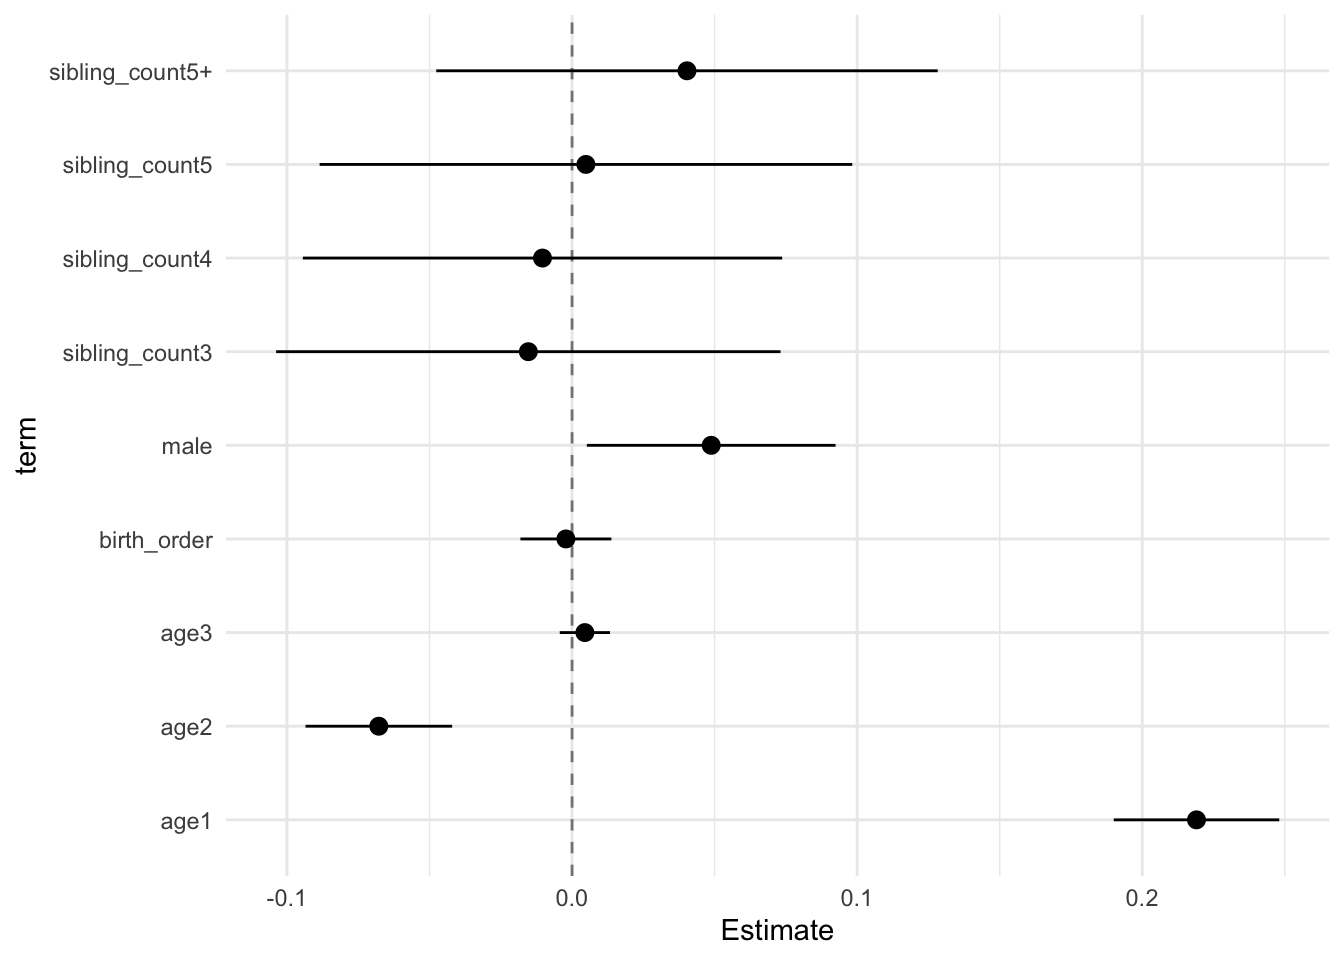 sibling_count5+
sibling_count5
sibling_count4
sibling_count3
male
birth_order
age3
age2
age1
term
-0.1 0.0 0.1 0.2
Estimate